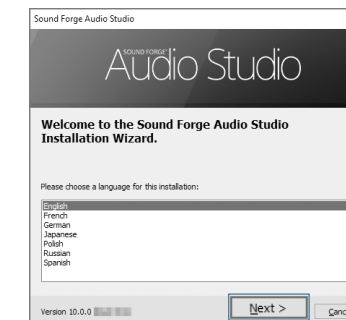 Sound Forge Audio Studio
SOUND FORGE™
Audio Studio
Welcome to the Sound Forge Audio Studio
Installation Wizard.
Please choose a language for this installation:
English
French
German
Japanese
Polish
Russian
Spanish
Version 10.0.0
Next >
Canc